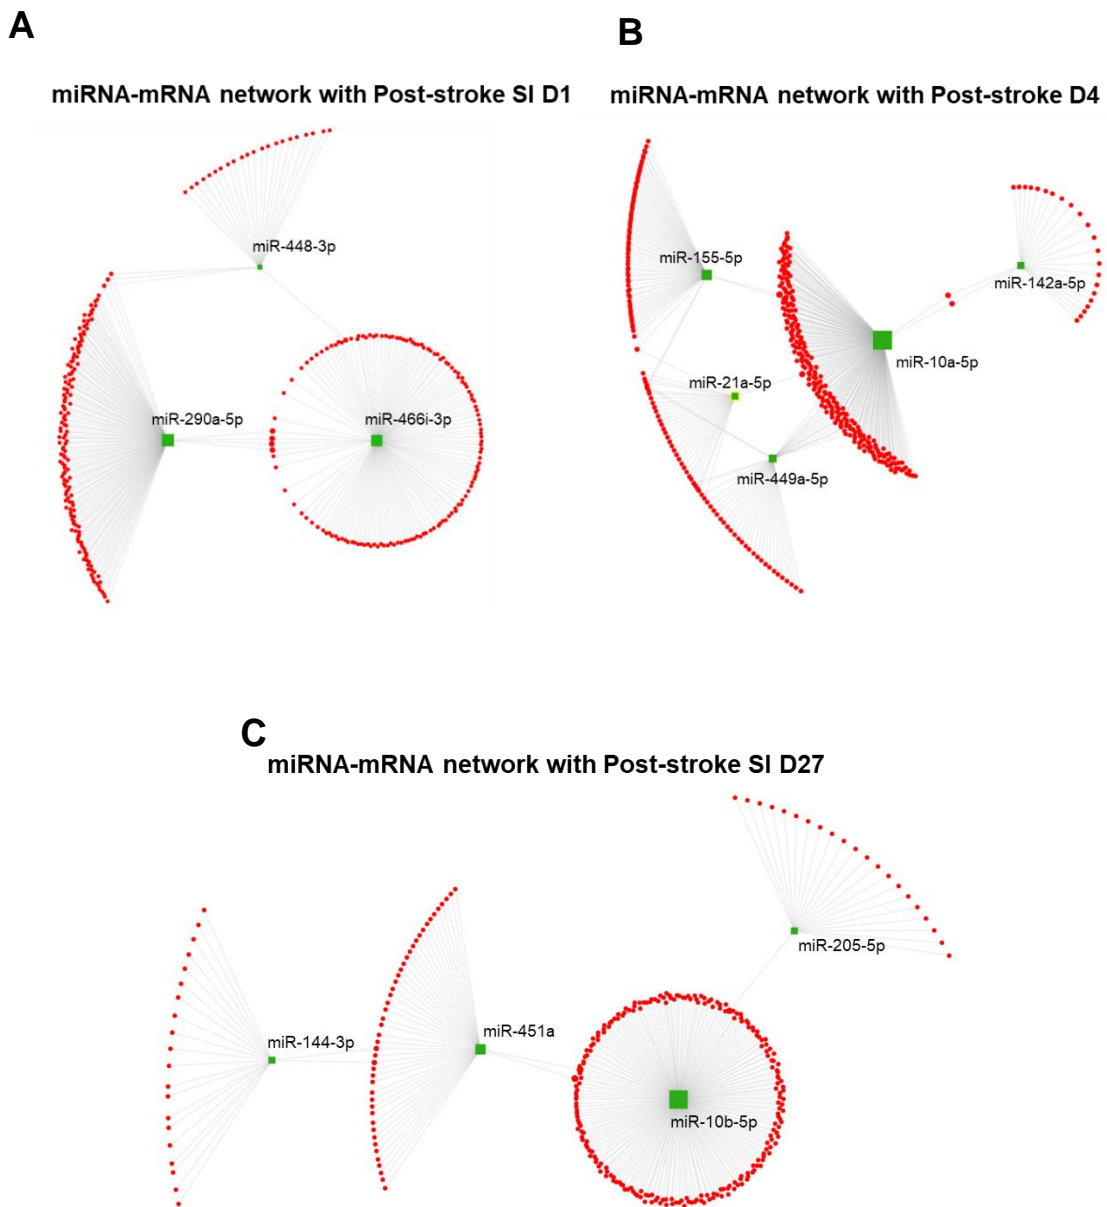 A
miRNA-mRNA network with Post-stroke SI D1
miR-448-3p
miR-290a-5p
miR-466i-3p
B
miRNA-mRNA network with Post-stroke D4
miR-155-5p
miR-142a-5p
miR-10a-5p
miR-21a-5p
miR-449a-5p
C
miRNA-mRNA network with Post-stroke SI D27
miR-205-5p
miR-144-3p
miR-451a
miR-10b-5p